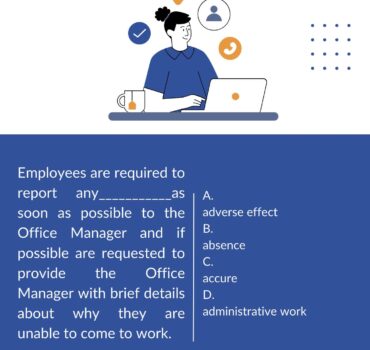 Employees are required to
report any___________as
soon as possible to the
Office Manager and if
possible are requested to
provide the Office
Manager with brief details
about why they are
unable to come to work.
A.
adverse effect
B.
absence
C.
accure
D.
administrative work